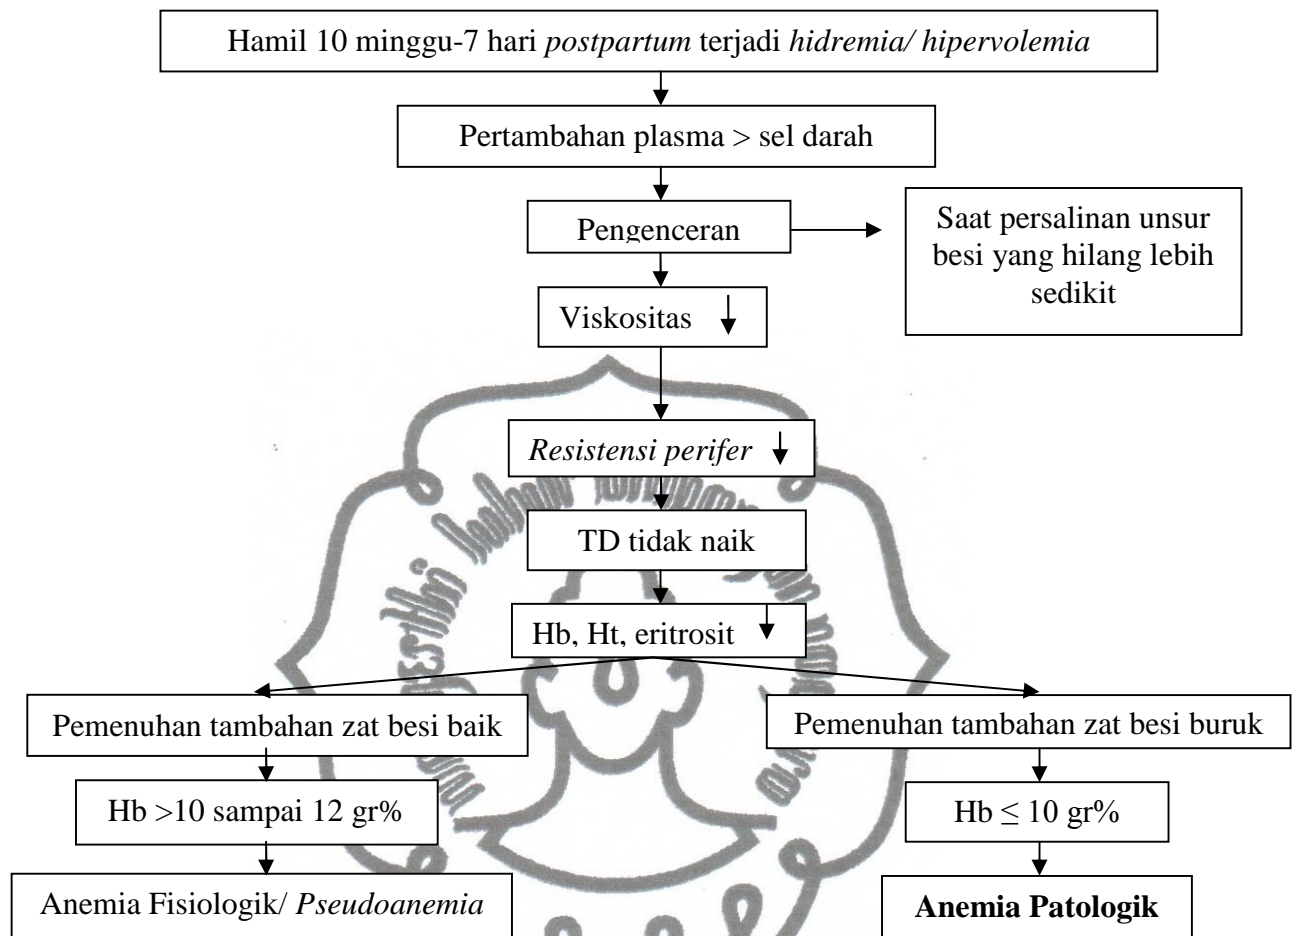 Hamil 10 minggu-7 hari postpartum terjadi hidremia/ hipervolemia
Pertambahan plasma > sel darah
Pengenceran
Saat persalinan unsur
besi yang hilang lebih
sedikit
Viskositas ↓
Resistensi perifer ↓
TD tidak naik
Hb, Ht, eritrosit ↓
Pemenuhan tambahan zat besi baik
Pemenuhan tambahan zat besi buruk
Hb >10 sampai 12 gr%
Hb ≤ 10 gr%
Anemia Fisiologik/ Pseudoanemia
Anemia Patologik